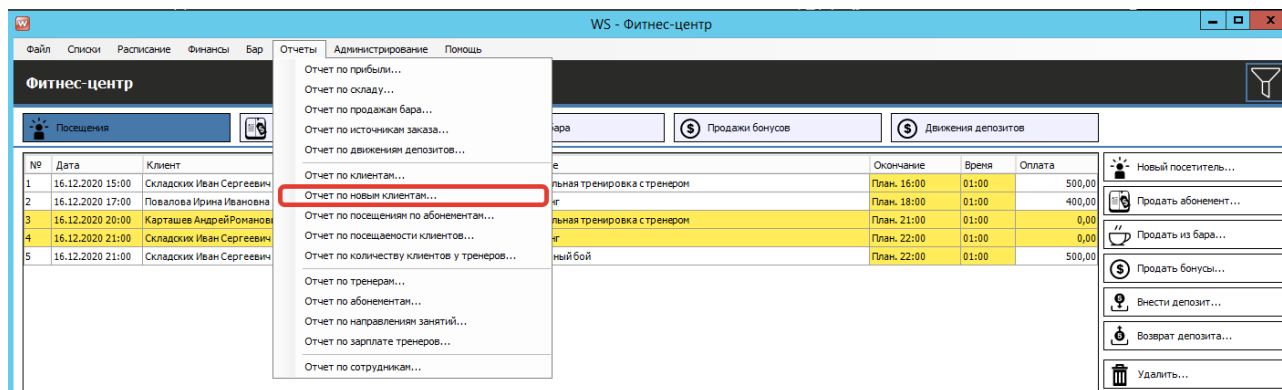 WS - Фитнес-центр
Файл Списки Расписание Финансы Бар Отчеты Администрирование Помощь
Фитнес-центр
Посещения
бара
Продажи бонусов
Движения депозитов
Отчет по прибыли...
Отчет по складу...
Отчет по продажам бара...
Отчет по источникам заказа...
Отчет по движениям депозитов...
Отчет по клиентам...
Отчет по новым клиентам...
Отчет по посещениям по абонементам...
Отчет по посещаемости клиентов...
Отчет по количеству клиентов у тренеров...
Отчет по тренерам...
Отчет по абонементам...
Отчет по направлениям занятий...
Отчет по зарплате тренеров...
Отчет по сотрудникам...
№ Дата Клиент е Окончание Время Оплата
1 16.12.2020 15:00 Складских Иван Сергеевич льная тренировка с тренером План. 16:00 01:00 500,00
2 16.12.2020 17:00 Повалова Ирина Ивановна нг План. 18:00 01:00 400,00
3 16.12.2020 20:00 Карташев Андрей Романови льная тренировка с тренером План. 21:00 01:00 0,00
4 16.12.2020 21:00 Складских Иван Сергеевич нг План. 22:00 01:00 0,00
5 16.12.2020 21:00 Складских Иван Сергеевич ный бой План. 22:00 01:00 500,00
Новый посетитель...
Продать абонемент...
Продать из бара...
Продать бонусы...
Внести депозит...
Возврат депозита...
Удалить...